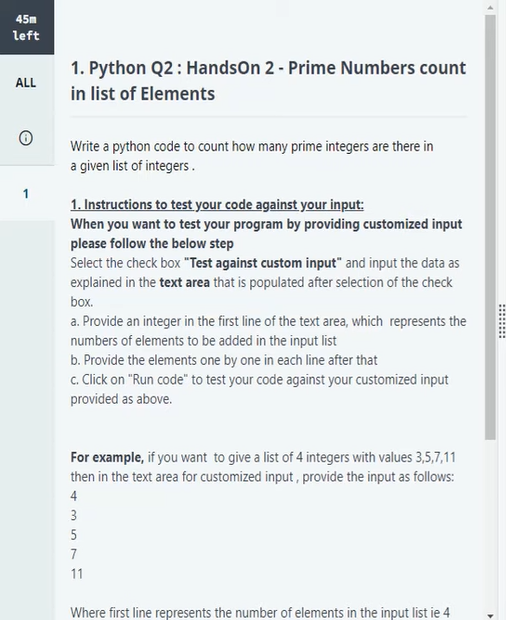 45m
left
ALL
1
1. Python Q2 : HandsOn 2 - Prime Numbers count
in list of Elements
Write a python code to count how many prime integers are there in
a given list of integers .
1. Instructions to test your code against your input:
When you want to test your program by providing customized input
please follow the below step
Select the check box "Test against custom input" and input the data as
explained in the text area that is populated after selection of the check
box.
a. Provide an integer in the first line of the text area, which represents the
numbers of elements to be added in the input list
b. Provide the elements one by one in each line after that
c. Click on "Run code" to test your code against your customized input
provided as above.
For example, if you want to give a list of 4 integers with values 3,5,7,11
then in the text area for customized input , provide the input as follows:
4
3
5
7
11
Where first line represents the number of elements in the input list ie 4